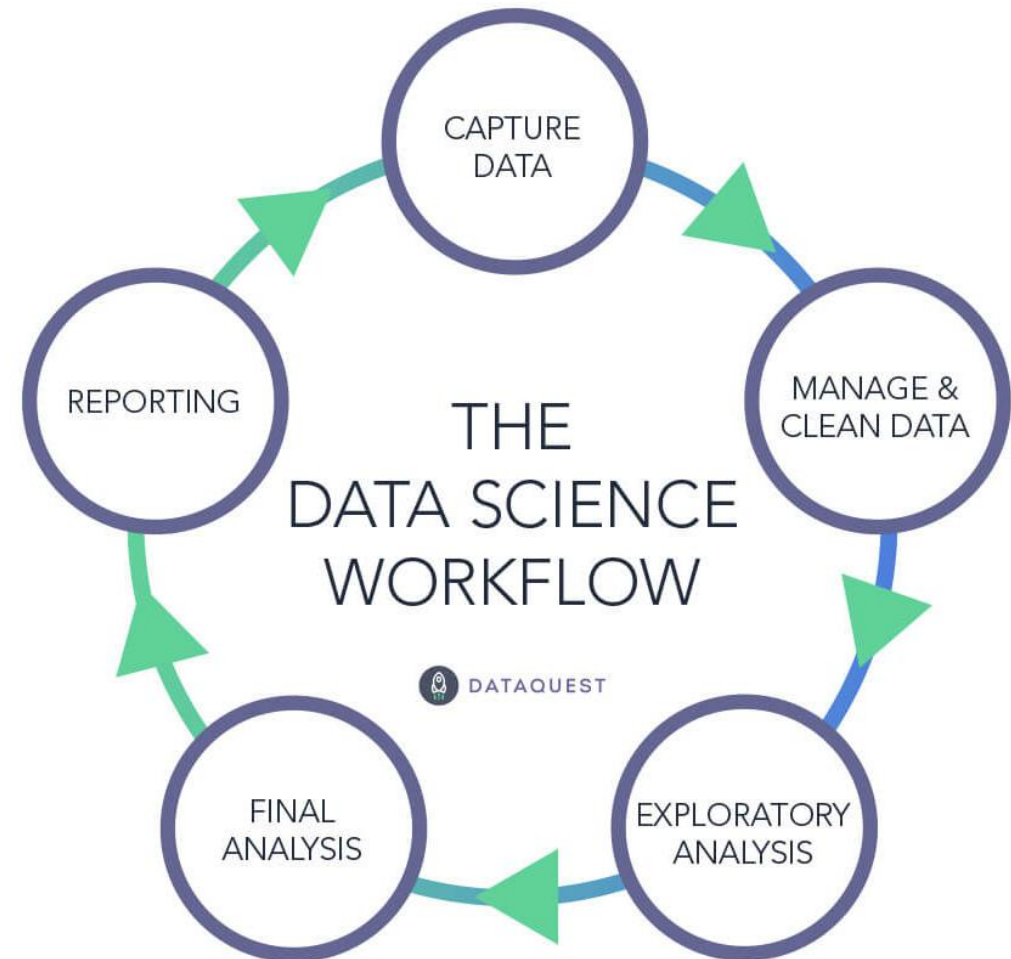 CAPTURE
DATA
MANAGE &
CLEAN DATA
REPORTING
THE
DATA SCIENCE
WORKFLOW
DATAQUEST
EXPLORATORY
ANALYSIS
FINAL
ANALYSIS